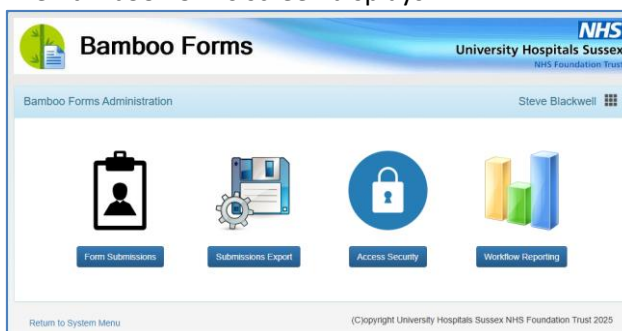 Bamboo Forms
NHS
University Hospitals Sussex
NHS Foundation Trust
Bamboo Forms Administration
Steve Blackwell
Form Submissions
Submissions Export
Access Security
Workflow Reporting
Return to System Menu
(C)opyright University Hospitals Sussex NHS Foundation Trust 2025